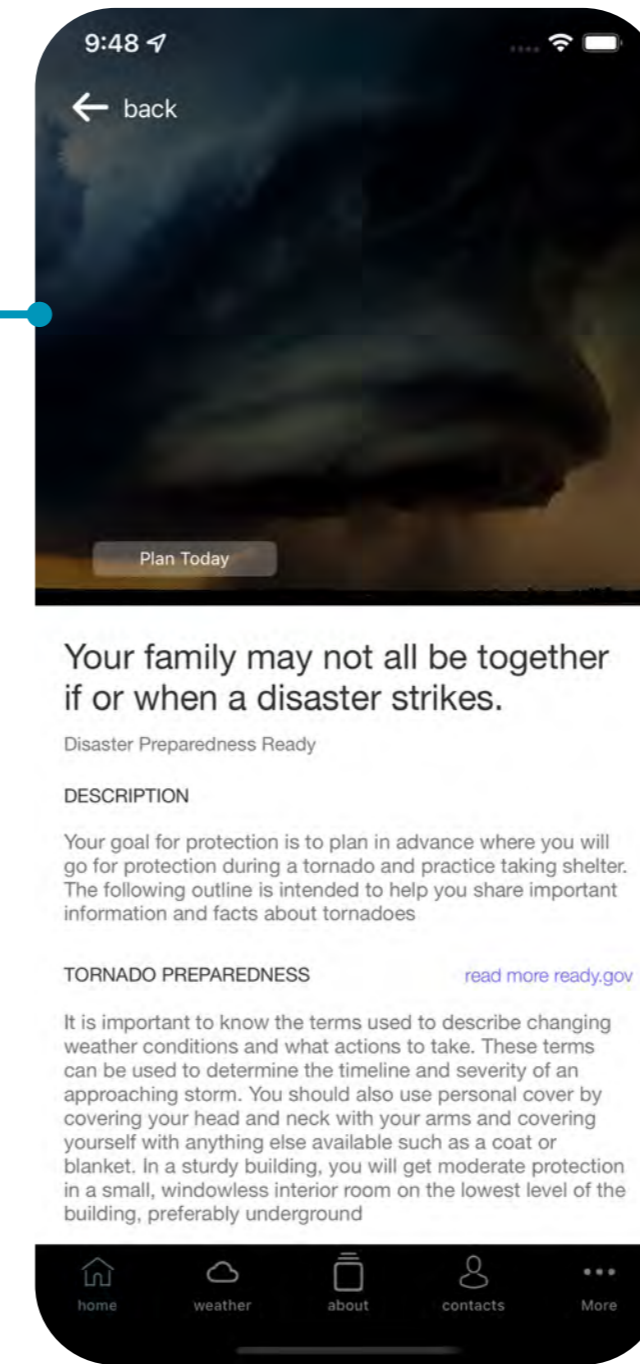 9:48
back
Plan Today
Your family may not all be together
if or when a disaster strikes.
Disaster Preparedness Ready
DESCRIPTION
Your goal for protection is to plan in advance where you will
go for protection during a tornado and practice taking shelter.
The following outline is intended to help you share important
information and facts about tornadoes
TORNADO PREPAREDNESS
read more ready.gov
It is important to know the terms used to describe changing
weather conditions and what actions to take. These terms
can be used to determine the timeline and severity of an
approaching storm. You should also use personal cover by
covering your head and neck with your arms and covering
yourself with anything else available such as a coat or
blanket. In a sturdy building, you will get moderate protection
in a small, windowless interior room on the lowest level of the
building, preferably underground
home weather about contacts More